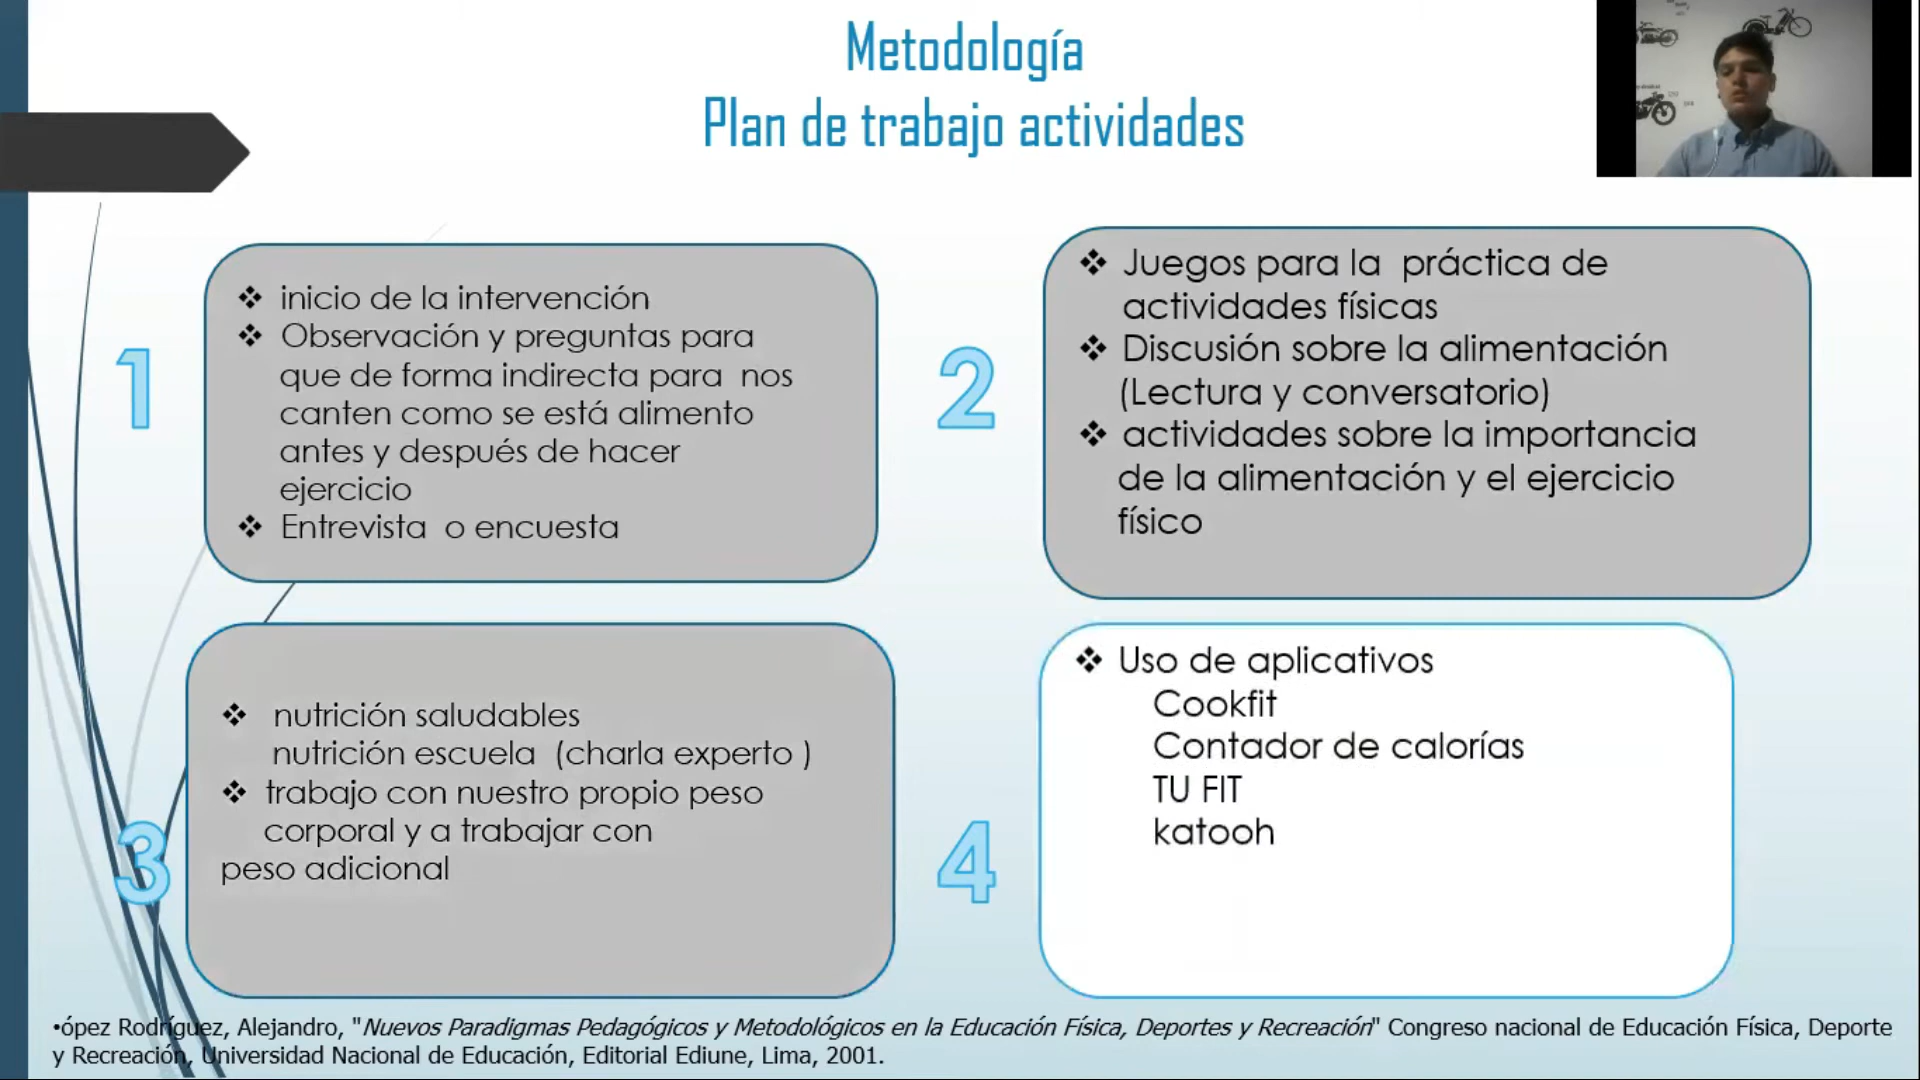 Metodología
Plan de trabajo actividades
1
❖ inicio de la intervención
❖ Observación y preguntas para
que de forma indirecta para nos
canten como se está alimento
antes y después de hacer
ejercicio
❖ Entrevista o encuesta
2
❖ Juegos para la práctica de
actividades físicas
❖ Discusión sobre la alimentación
(Lectura y conversatorio)
❖ actividades sobre la importancia
de la alimentación y el ejercicio
físico
3
❖ nutrición saludables
nutrición escuela (charla experto )
❖ trabajo con nuestro propio peso
corporal y a trabajar con
peso adicional
4
❖ Uso de aplicativos
Cookfit
Contador de calorías
TU FIT
katooh
•ópez Rodríguez, Alejandro, "Nuevos Paradigmas Pedagógicos y Metodológicos en la Educación Física, Deportes y Recreación" Congreso nacional de Educación Física, Deporte
y Recreación, Universidad Nacional de Educación, Editorial Ediune, Lima, 2001.